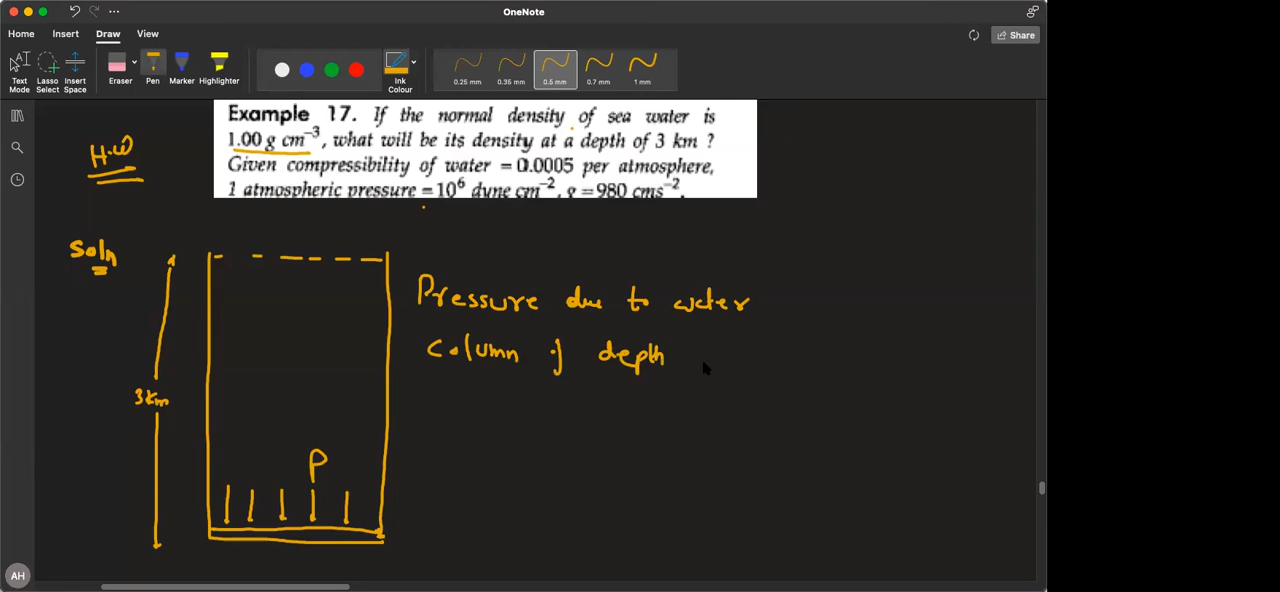 OneNote
Home Insert Draw View
Share
Text Mode
Lasso Select
Insert Space
Eraser
Pen
Marker
Highlighter
Ink Colour
0.25 mm
0.35 mm
0.5 mm
0.7 mm
1 mm
H.W
Example 17. If the normal density of sea water is
1.00 g cm⁻³, what will be its density at a depth of 3 km ?
Given compressibility of water = 0.0005 per atmosphere,
1 atmospheric pressure = 10⁶ dyne cm⁻², g = 980 cms⁻².
Soln
Pressure due to water
column of depth
3 km
P
AH